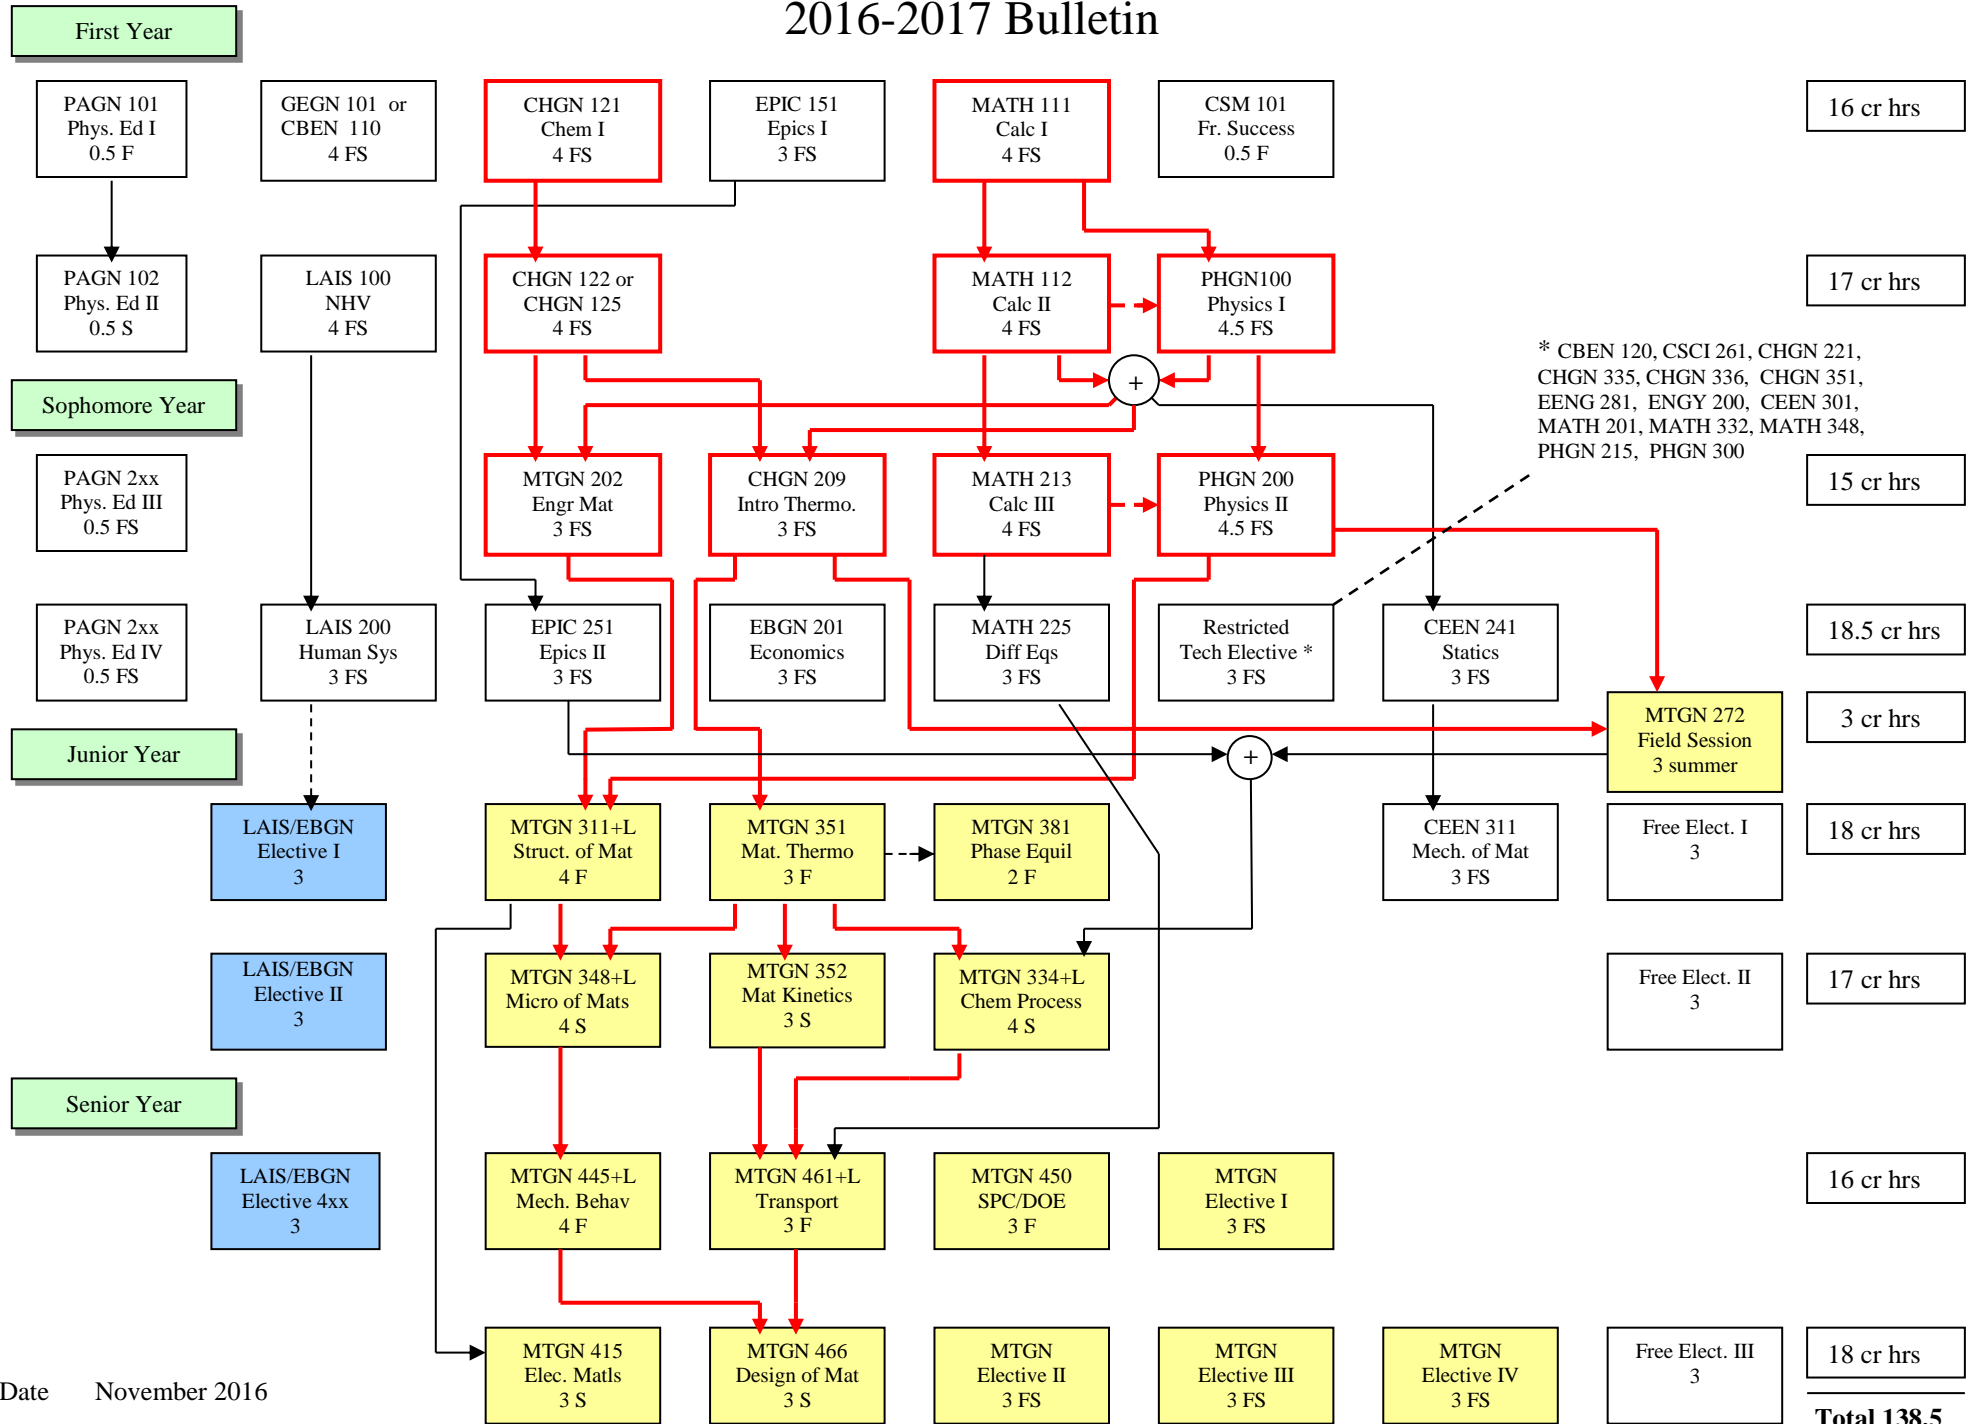 2016-2017 Bulletin
First Year
PAGN 101
Phys. Ed I
0.5 F
GEGN 101 or
CBEN 110
4 FS
CHGN 121
Chem I
4 FS
EPIC 151
Epics I
3 FS
MATH 111
Calc I
4 FS
CSM 101
Fr. Success
0.5 F
16 cr hrs
PAGN 102
Phys. Ed II
0.5 S
LAIS 100
NHV
4 FS
CHGN 122 or
CHGN 125
4 FS
MATH 112
Calc II
4 FS
PHGN100
Physics I
4.5 FS
17 cr hrs
* CBEN 120, CSCI 261, CHGN 221,
CHGN 335, CHGN 336, CHGN 351,
EENG 281, ENGY 200, CEEN 301,
MATH 201, MATH 332, MATH 348,
PHGN 215, PHGN 300
+
Sophomore Year
PAGN 2xx
Phys. Ed III
0.5 FS
MTGN 202
Engr Mat
3 FS
CHGN 209
Intro Thermo.
3 FS
MATH 213
Calc III
4 FS
PHGN 200
Physics II
4.5 FS
15 cr hrs
PAGN 2xx
Phys. Ed IV
0.5 FS
LAIS 200
Human Sys
3 FS
EPIC 251
Epics II
3 FS
EBGN 201
Economics
3 FS
MATH 225
Diff Eqs
3 FS
Restricted
Tech Elective *
3 FS
CEEN 241
Statics
3 FS
18.5 cr hrs
MTGN 272
Field Session
3 summer
3 cr hrs
Junior Year
+
LAIS/EBGN
Elective I
3
MTGN 311+L
Struct. of Mat
4 F
MTGN 351
Mat. Thermo
3 F
MTGN 381
Phase Equil
2 F
CEEN 311
Mech. of Mat
3 FS
Free Elect. I
3
18 cr hrs
LAIS/EBGN
Elective II
3
MTGN 348+L
Micro of Mats
4 S
MTGN 352
Mat Kinetics
3 S
MTGN 334+L
Chem Process
4 S
Free Elect. II
3
17 cr hrs
Senior Year
LAIS/EBGN
Elective 4xx
3
MTGN 445+L
Mech. Behav
4 F
MTGN 461+L
Transport
3 F
MTGN 450
SPC/DOE
3 F
MTGN
Elective I
3 FS
16 cr hrs
MTGN 415
Elec. Matls
3 S
MTGN 466
Design of Mat
3 S
MTGN
Elective II
3 FS
MTGN
Elective III
3 FS
MTGN
Elective IV
3 FS
Free Elect. III
3
18 cr hrs
Date November 2016
Total 138.5